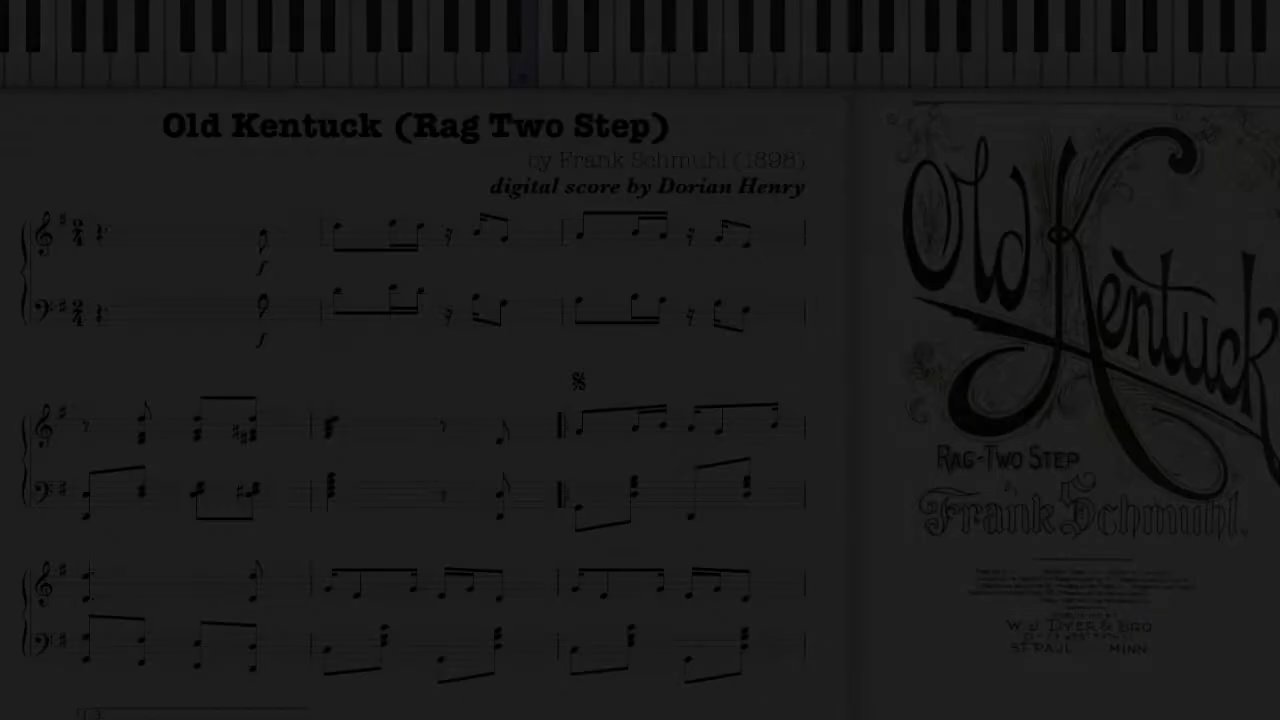 Old Kentuck (Rag Two Step)
by Frank Schmuhl (1898)
digital score by Dorian Henry
f
f
Old
Kentuck
RAG-TWO STEP
By
Frank Schmuhl.
W. J. DYER & BRO
ST. PAUL MINN